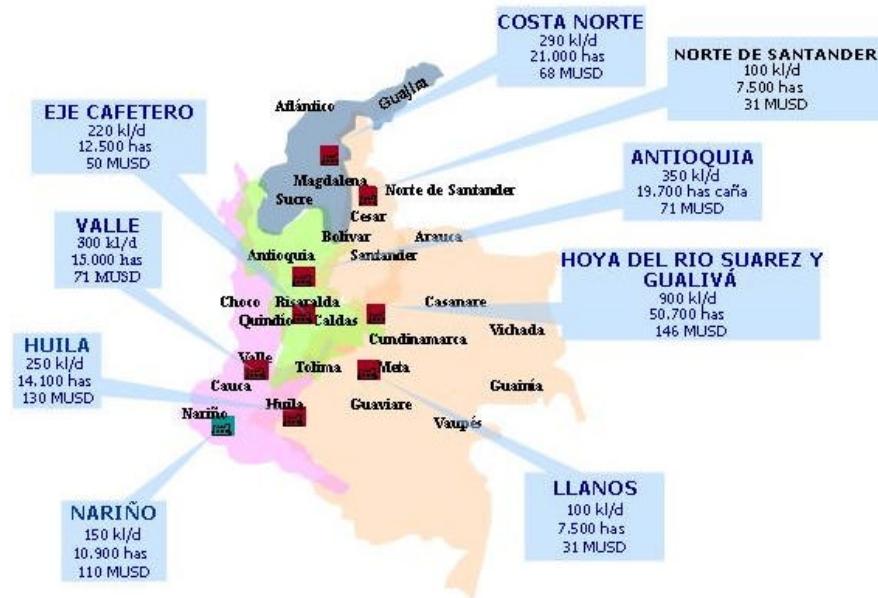 COSTA NORTE
290 kl/d
21.000 has
68 MUSD
NORTE DE SANTANDER
100 kl/d
7.500 has
31 MUSD
EJE CAFETERO
220 kl/d
12.500 has
50 MUSD
ANTIOQUIA
350 kl/d
19.700 has caña
71 MUSD
VALLE
300 kl/d
15.000 has
71 MUSD
HOYA DEL RIO SUAREZ Y
GUALIVÁ
900 kl/d
50.700 has
146 MUSD
HUILA
250 kl/d
14.100 has
130 MUSD
NARIÑO
150 kl/d
10.900 has
110 MUSD
LLANOS
100 kl/d
7.500 has
31 MUSD
Atlántico
Guajira
Magdalena
Norte de Santander
Sucre
Cesar
Bolívar
Arauca
Antioquia
Santander
Choco
Risaralda
Casanare
Quindío
Caldas
Vichada
Cundinamarca
Valle
Tolima
Meta
Cauca
Guainía
Huila
Guaviare
Nariño
Vaupés